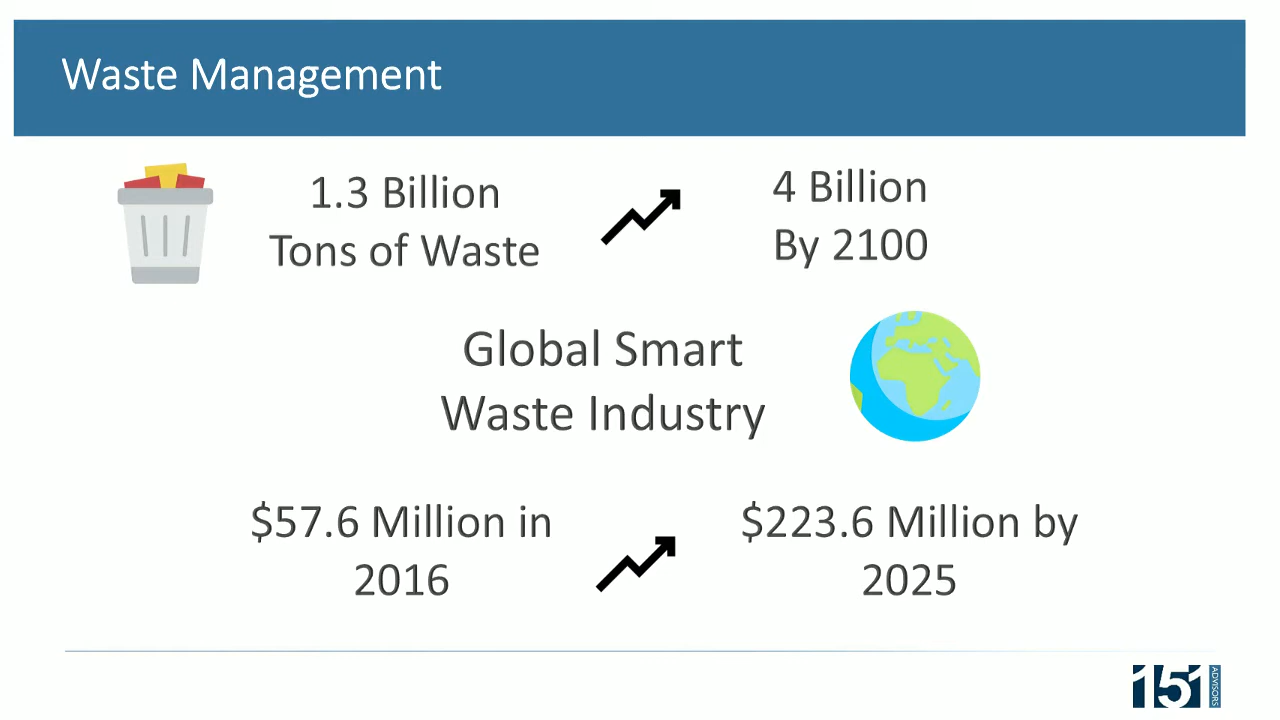 Waste Management
1.3 Billion
Tons of Waste
4 Billion
By 2100
Global Smart
Waste Industry
$57.6 Million in
2016
$223.6 Million by
2025
151
ADVISORS